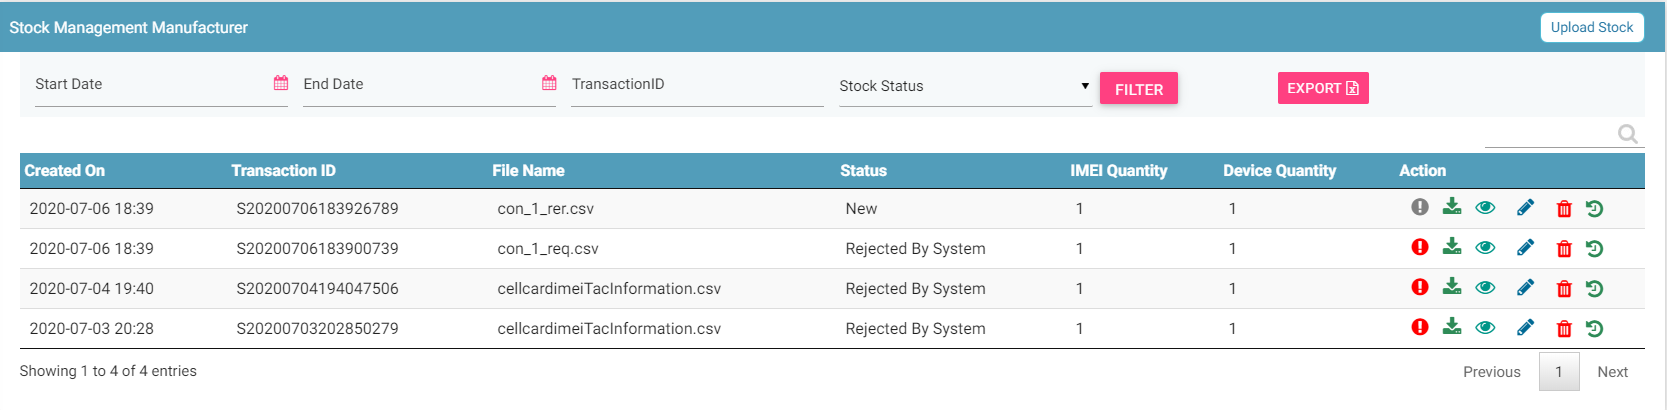 Stock Management Manufacturer Upload Stock
Start Date End Date TransactionID Stock Status FILTER EXPORT
Created On Transaction ID File Name Status IMEI Quantity Device Quantity Action
2020-07-06 18:39 S20200706183926789 con_1_rer.csv New 1 1
2020-07-06 18:39 S20200706183900739 con_1_req.csv Rejected By System 1 1
2020-07-04 19:40 S20200704194047506 cellcardimeiTacInformation.csv Rejected By System 1 1
2020-07-03 20:28 S20200703202850279 cellcardimeiTacInformation.csv Rejected By System 1 1
Showing 1 to 4 of 4 entries Previous 1 Next